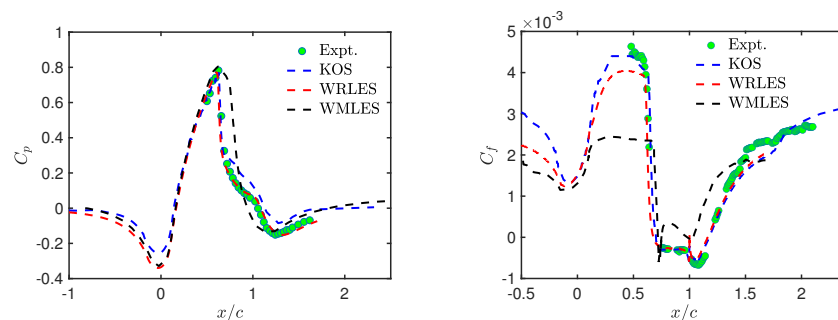 ×10⁻³
1
0.8
0.6
0.4
0.2
0
-0.2
0.4
C_p
-1 0 1 2
x/c
Expt.
KOS
WRLES
WMLES
5
4
3
2
1
0
-1
C_f
-0.5 0 0.5 1 1.5 2
x/c
Expt.
KOS
WRLES
WMLES